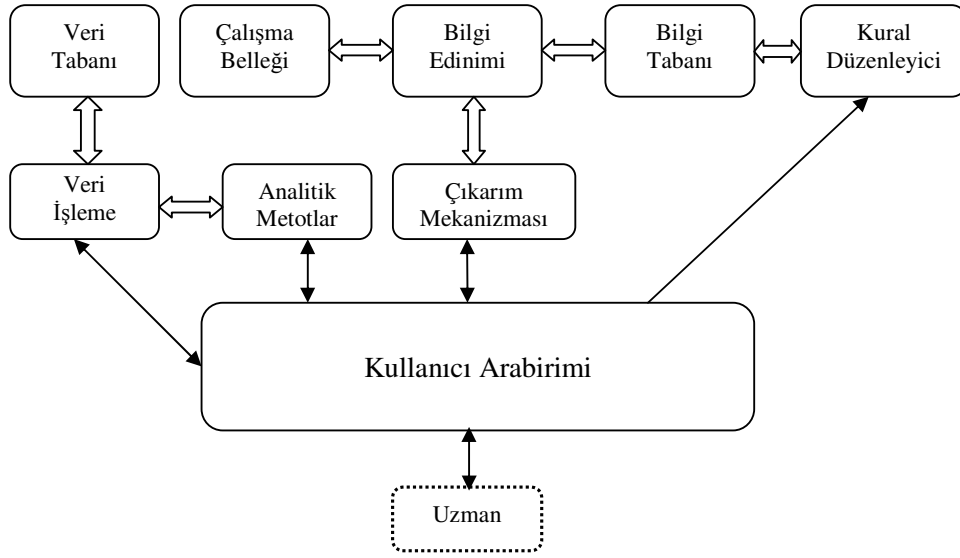 Veri
Tabanı
Çalışma
Belleği
Bilgi
Edinimi
Bilgi
Tabanı
Kural
Düzenleyici
Veri
İşleme
Analitik
Metotlar
Çıkarım
Mekanizması
Kullanıcı Arabirimi
Uzman